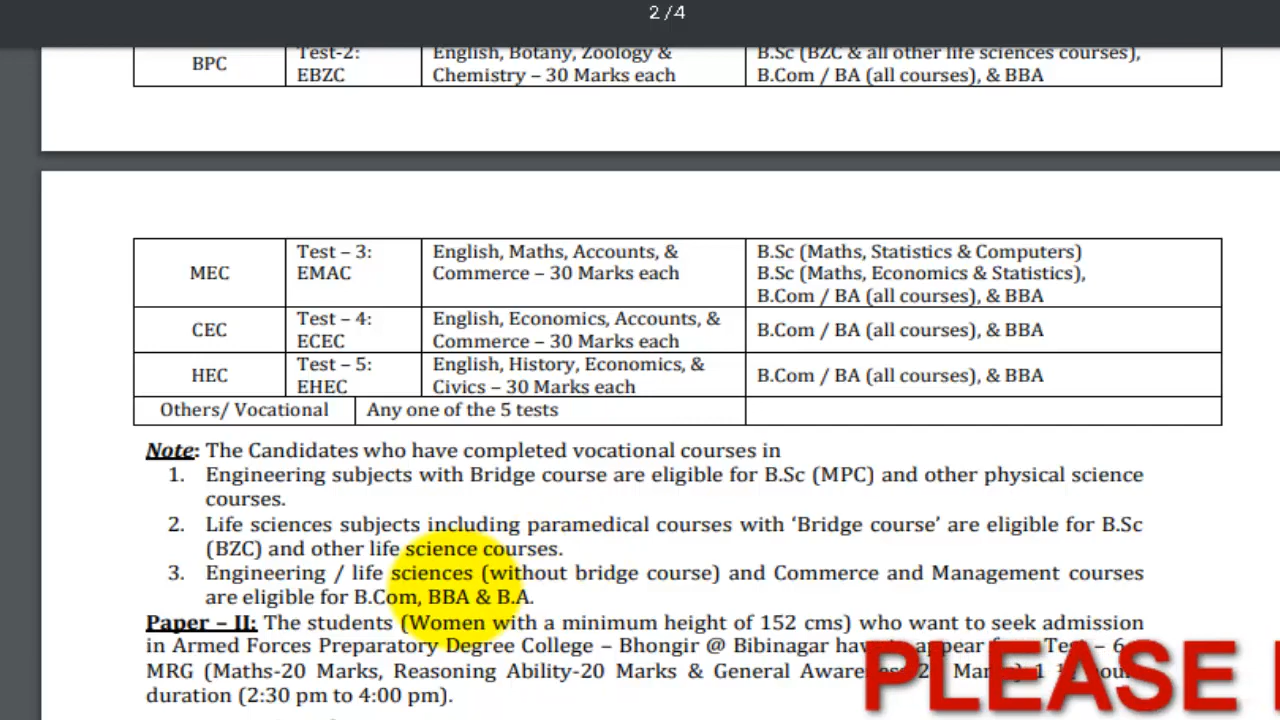 2 / 4
BPC
Test-2:
EBZC
English, Botany, Zoology &
Chemistry – 30 Marks each
B.Sc (BZC & all other life sciences courses),
B.Com / BA (all courses), & BBA
MEC
Test – 3:
EMAC
English, Maths, Accounts, &
Commerce – 30 Marks each
B.Sc (Maths, Statistics & Computers)
B.Sc (Maths, Economics & Statistics),
B.Com / BA (all courses), & BBA
CEC
Test – 4:
ECEC
English, Economics, Accounts, &
Commerce – 30 Marks each
B.Com / BA (all courses), & BBA
HEC
Test – 5:
EHEC
English, History, Economics, &
Civics – 30 Marks each
B.Com / BA (all courses), & BBA
Others/ Vocational
Any one of the 5 tests
Note: The Candidates who have completed vocational courses in
1. Engineering subjects with Bridge course are eligible for B.Sc (MPC) and other physical science
courses.
2. Life sciences subjects including paramedical courses with ‘Bridge course’ are eligible for B.Sc
(BZC) and other life science courses.
3. Engineering / life sciences (without bridge course) and Commerce and Management courses
are eligible for B.Com, BBA & B.A.
Paper – II: The students (Women with a minimum height of 152 cms) who want to seek admission
in Armed Forces Preparatory Degree College – Bhongir @ Bibinagar have to appear Test – 6
MRG (Maths-20 Marks, Reasoning Ability-20 Marks & General 1
duration (2:30 pm to 4:00 pm).
PLEASE